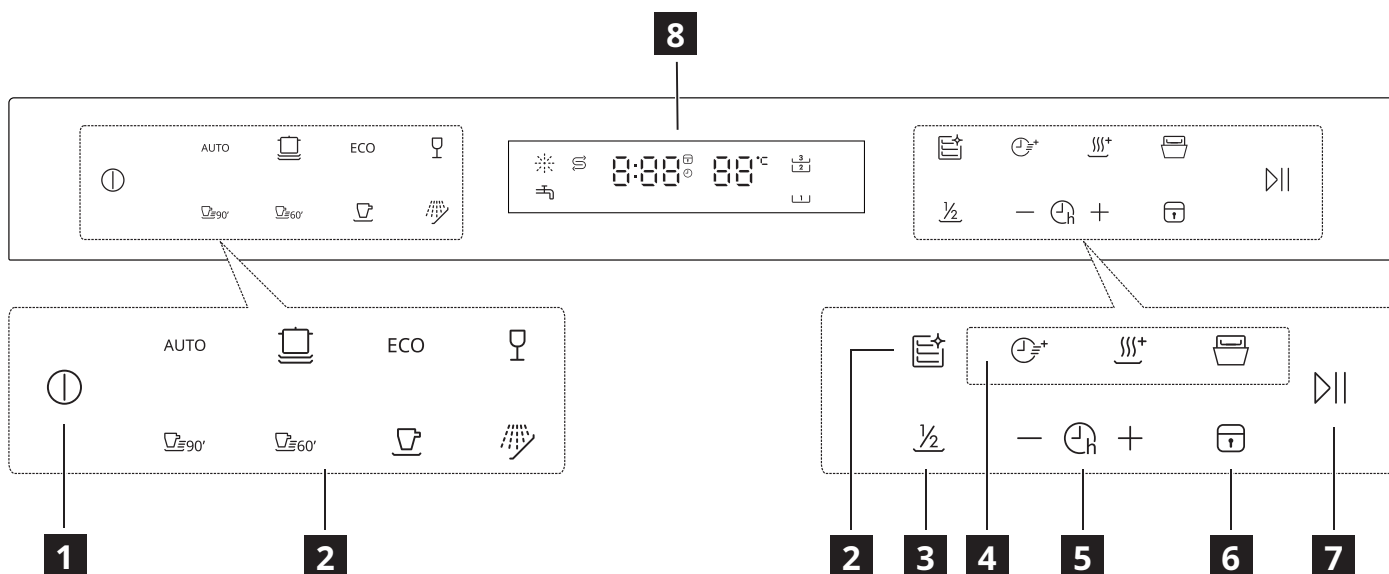 8
AUTO ECO
90′ 60′
8:88 88 °C
3
2
1
+ +
½ − h +
AUTO ECO
90′ 60′
+ +
½ − h +
1 2 2 3 4 5 6 7